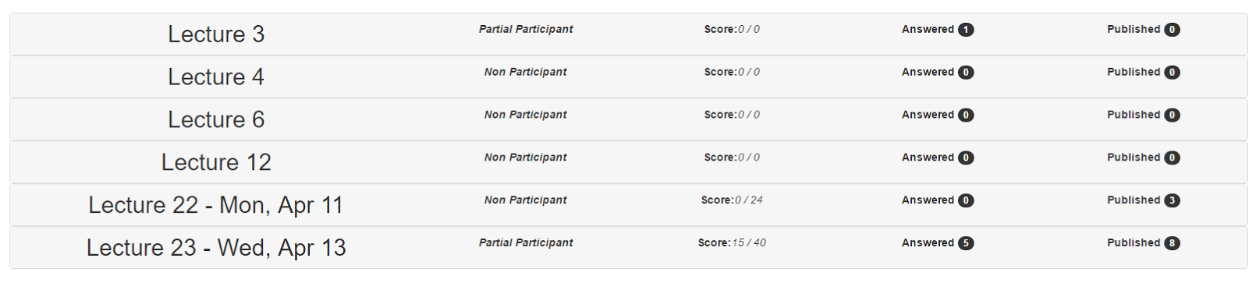 Lecture 3 Partial Participant Score:0 / 0 Answered 1 Published 0
Lecture 4 Non Participant Score:0 / 0 Answered 0 Published 0
Lecture 6 Non Participant Score:0 / 0 Answered 0 Published 0
Lecture 12 Non Participant Score:0 / 0 Answered 0 Published 0
Lecture 22 - Mon, Apr 11 Non Participant Score:0 / 24 Answered 0 Published 3
Lecture 23 - Wed, Apr 13 Partial Participant Score:15 / 40 Answered 5 Published 8